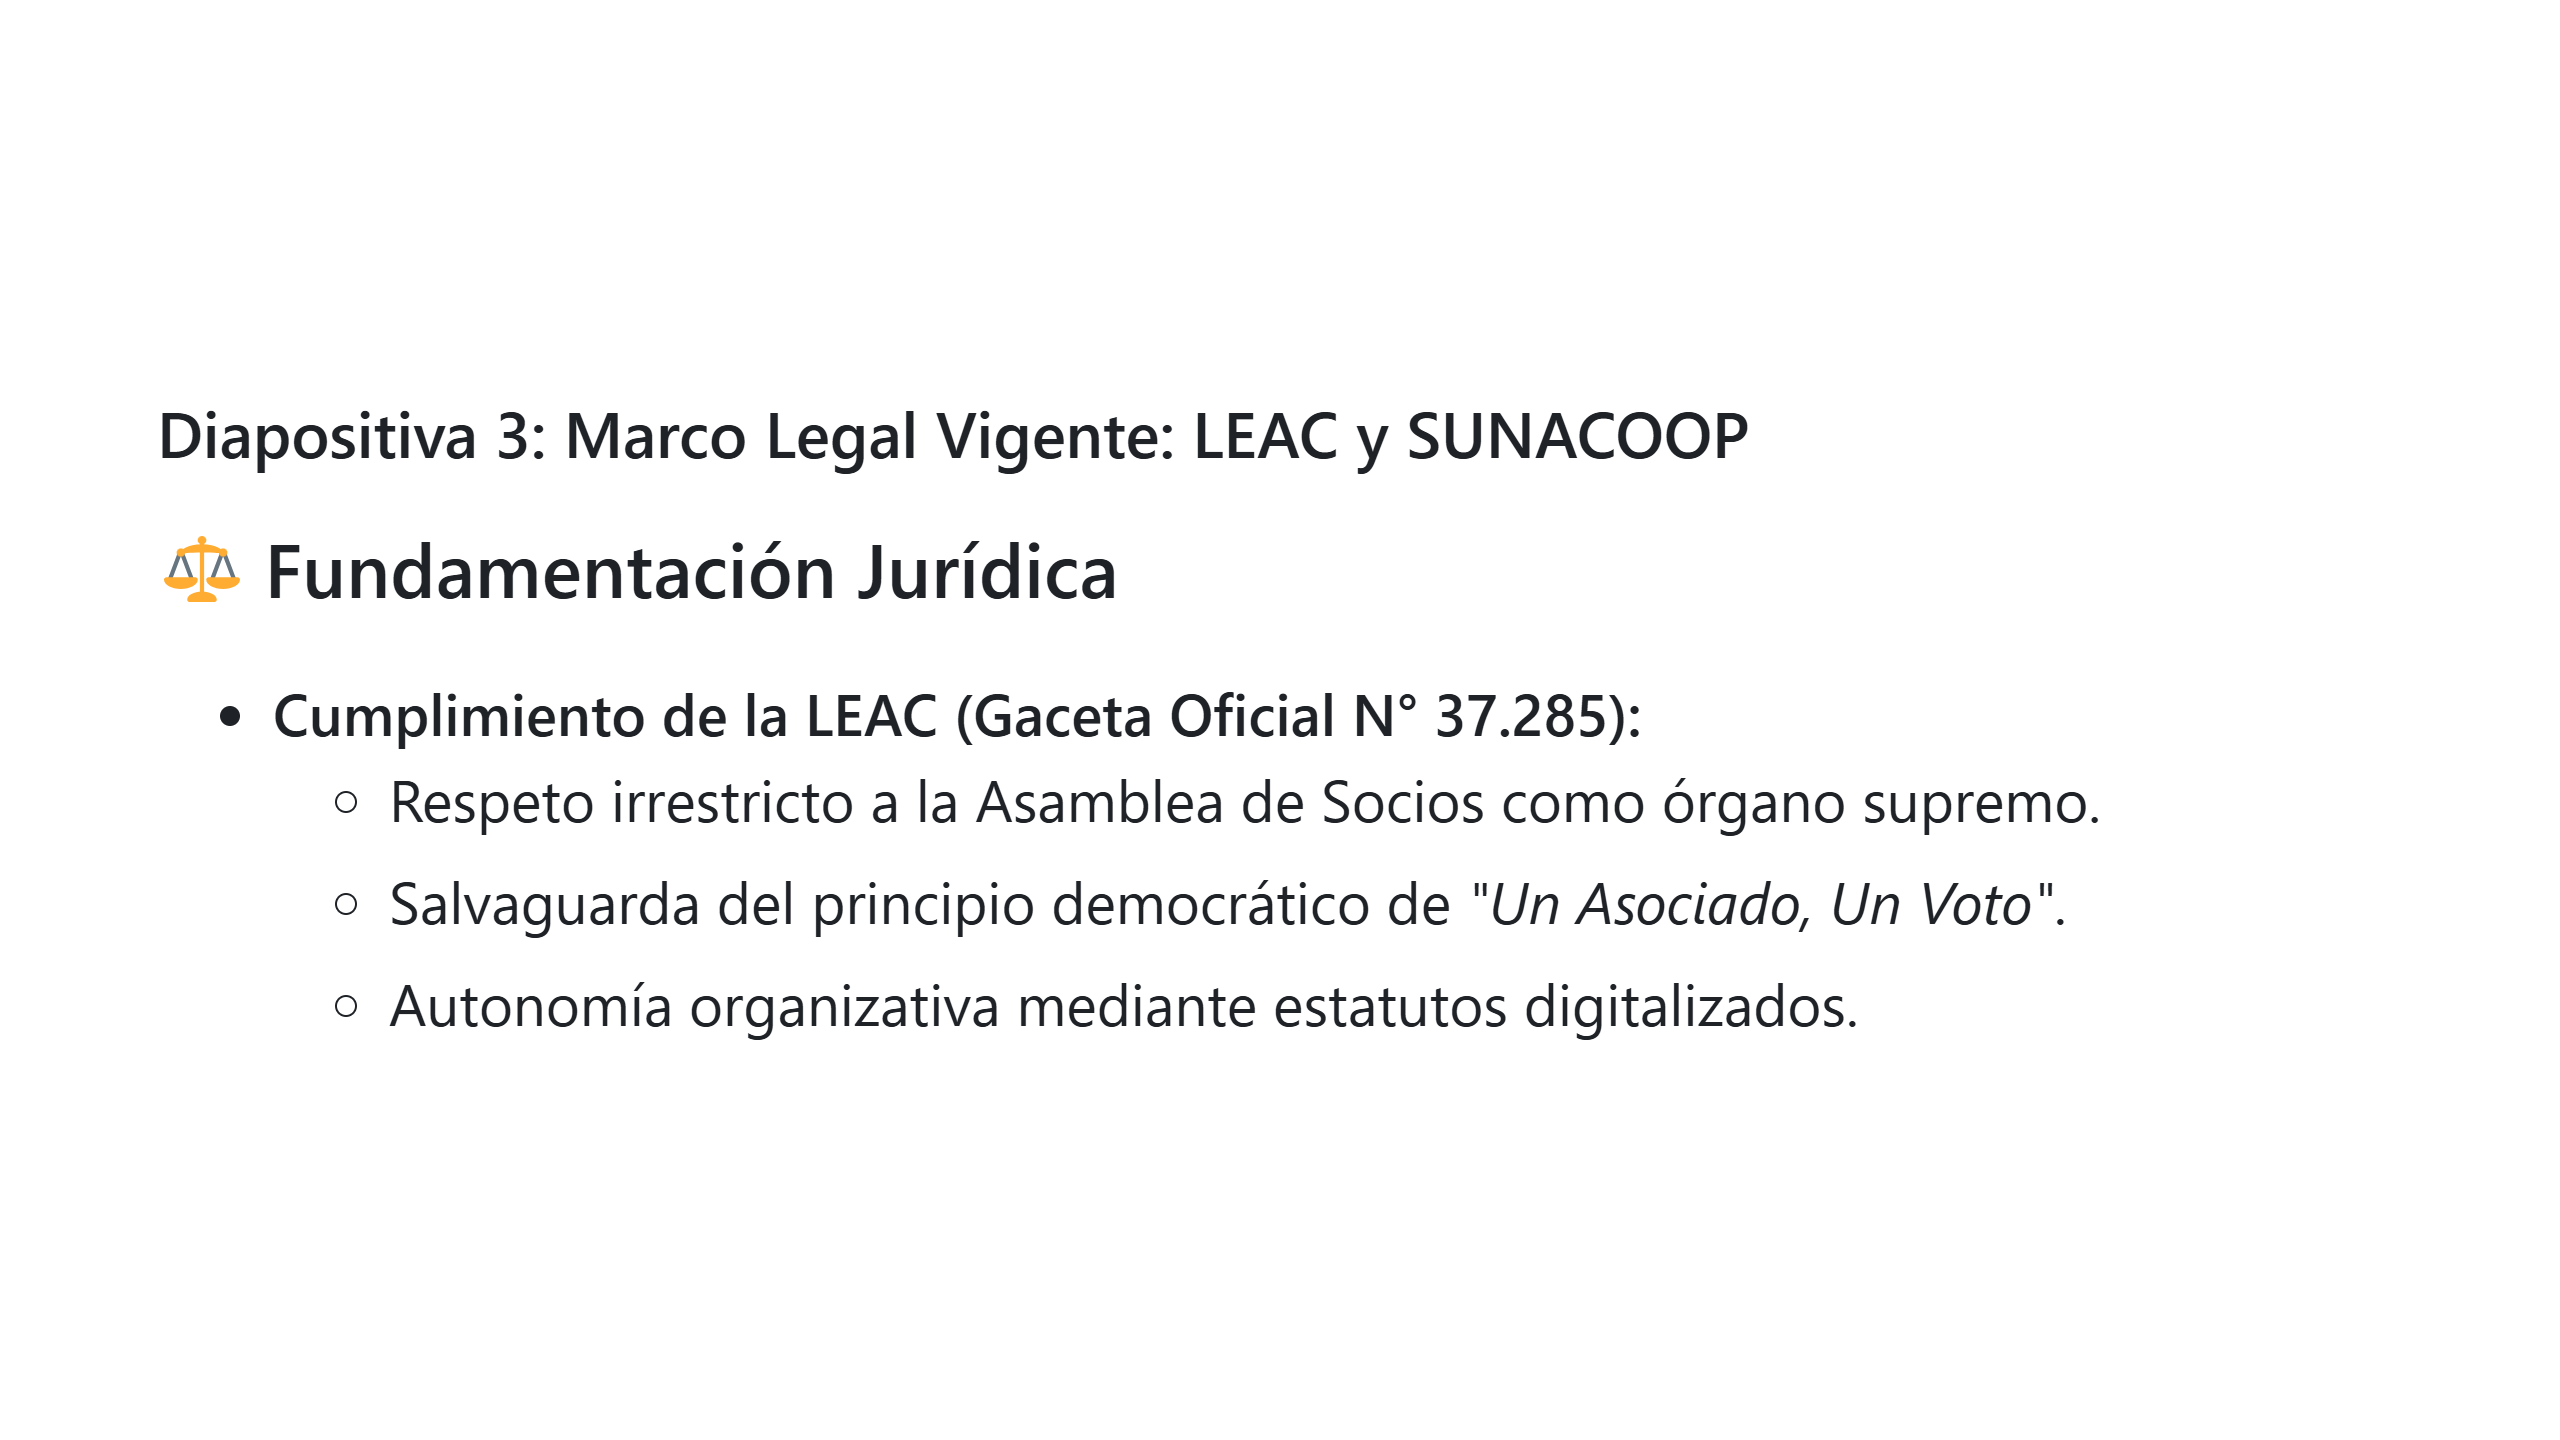 Diapositiva 3: Marco Legal Vigente: LEAC y SUNACOOP
⚖️ Fundamentación Jurídica
• Cumplimiento de la LEAC (Gaceta Oficial N° 37.285):
○ Respeto irrestricto a la Asamblea de Socios como órgano supremo.
○ Salvaguarda del principio democrático de "Un Asociado, Un Voto".
○ Autonomía organizativa mediante estatutos digitalizados.